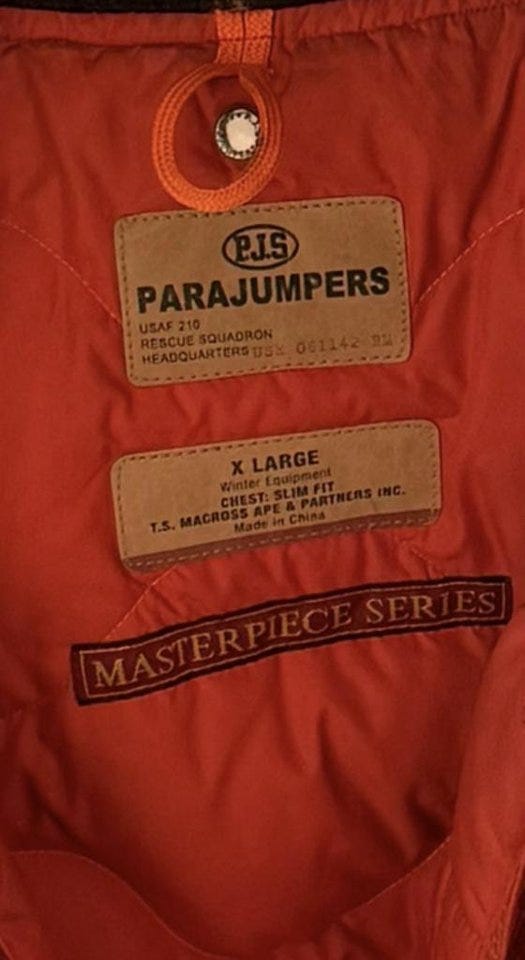 P.J.S
PARAJUMPERS
USAF 210
RESCUE SQUADRON
HEADQUARTERS 061142
X LARGE
Winter Equipment
CHEST: SLIM FIT
T.S. MACROSS APE & PARTNERS INC.
Made in China
MASTERPIECE SERIES